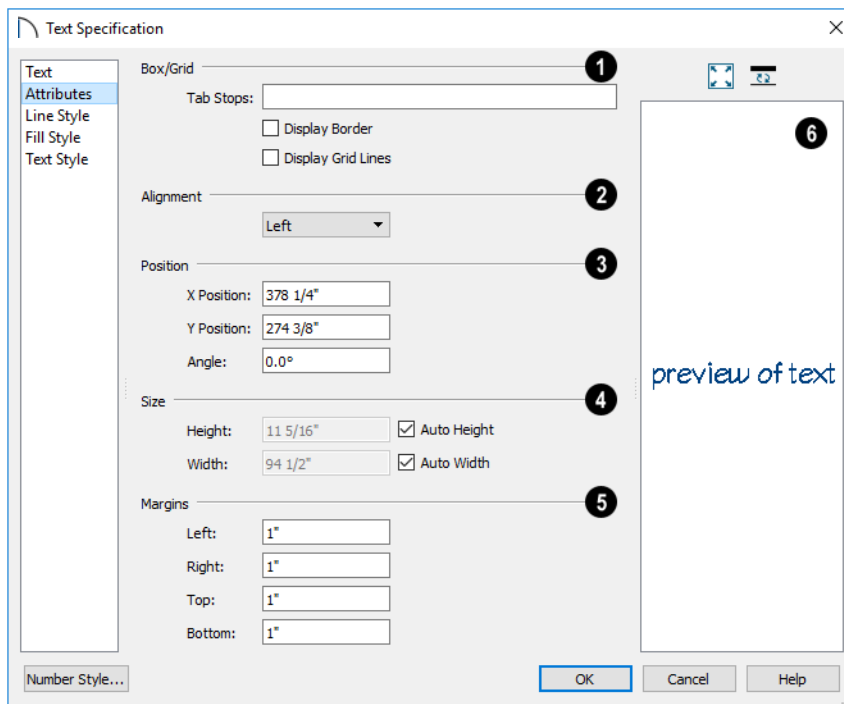 Text Specification
Text
Attributes
Line Style
Fill Style
Text Style
Box/Grid 1
Tab Stops:
Display Border
Display Grid Lines
Alignment 2
Left
Position 3
X Position: 378 1/4"
Y Position: 274 3/8"
Angle: 0.0°
Size 4
Height: 11 5/16" Auto Height
Width: 94 1/2" Auto Width
Margins 5
Left: 1"
Right: 1"
Top: 1"
Bottom: 1"
6
preview of text
Number Style... OK Cancel Help